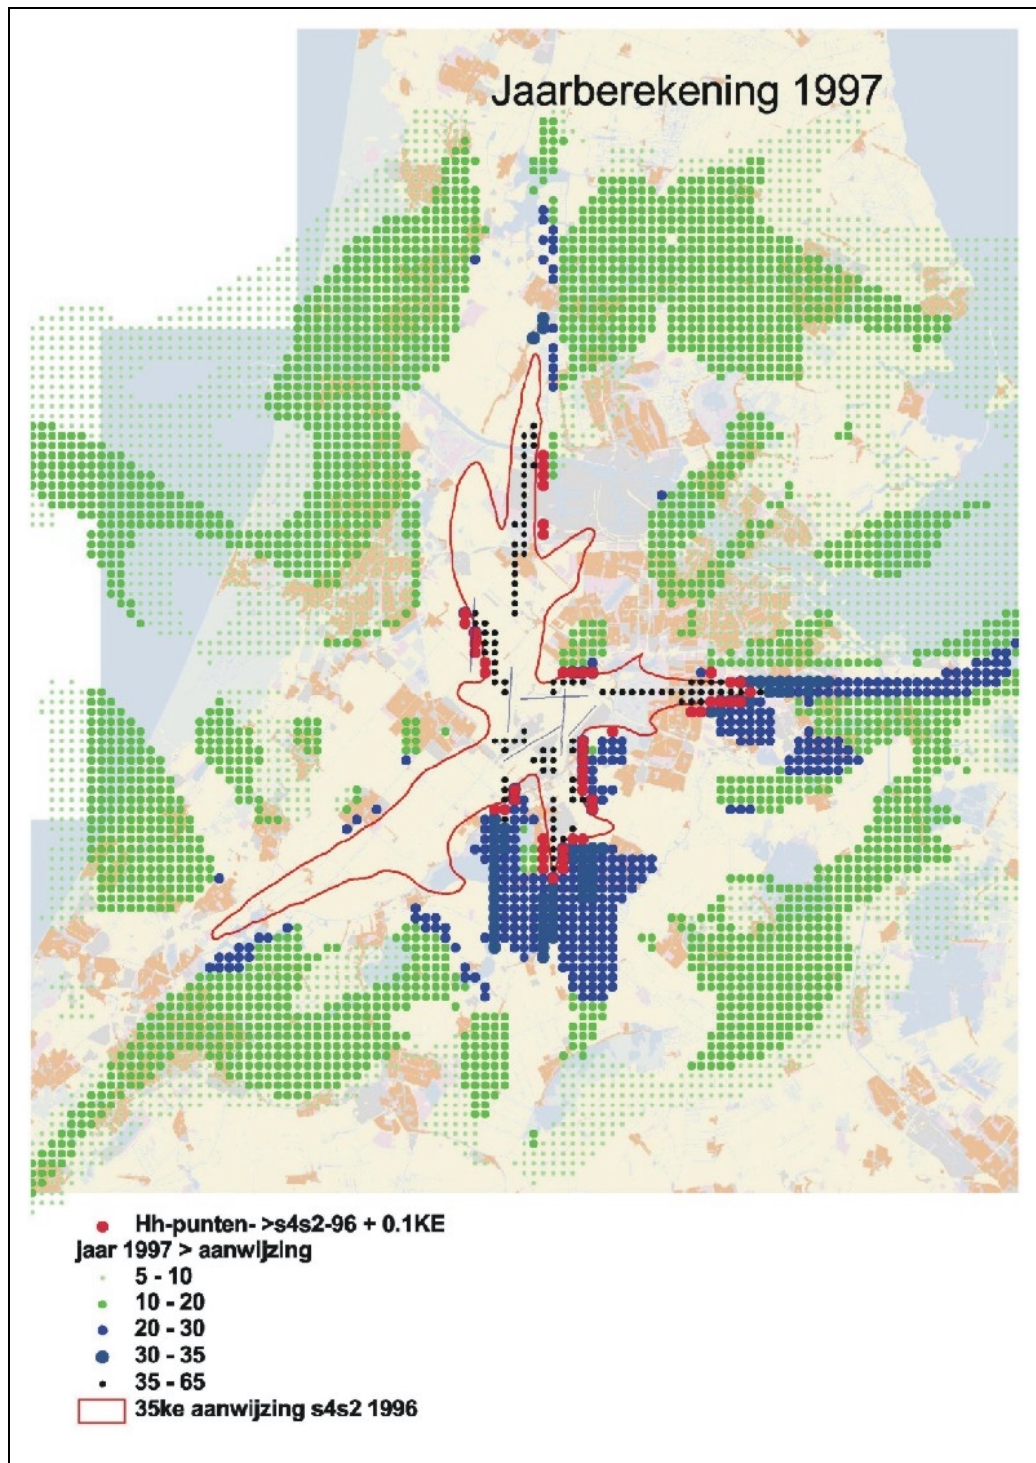 Jaarberekening 1997
Hh-punten- >s4s2-96 + 0.1KE
jaar 1997 > aanwijzing
5 - 10
10 - 20
20 - 30
30 - 35
35 - 65
35ke aanwijzing s4s2 1996